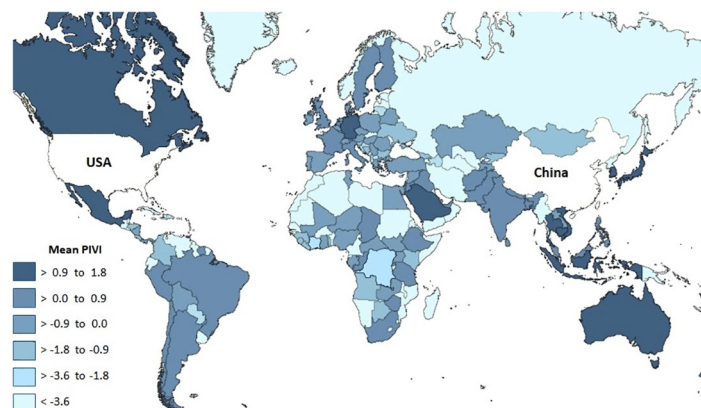 USA
China
Mean PIVI
> 0.9 to 1.8
> 0.0 to 0.9
> -0.9 to 0.0
> -1.8 to -0.9
> -3.6 to -1.8
< -3.6